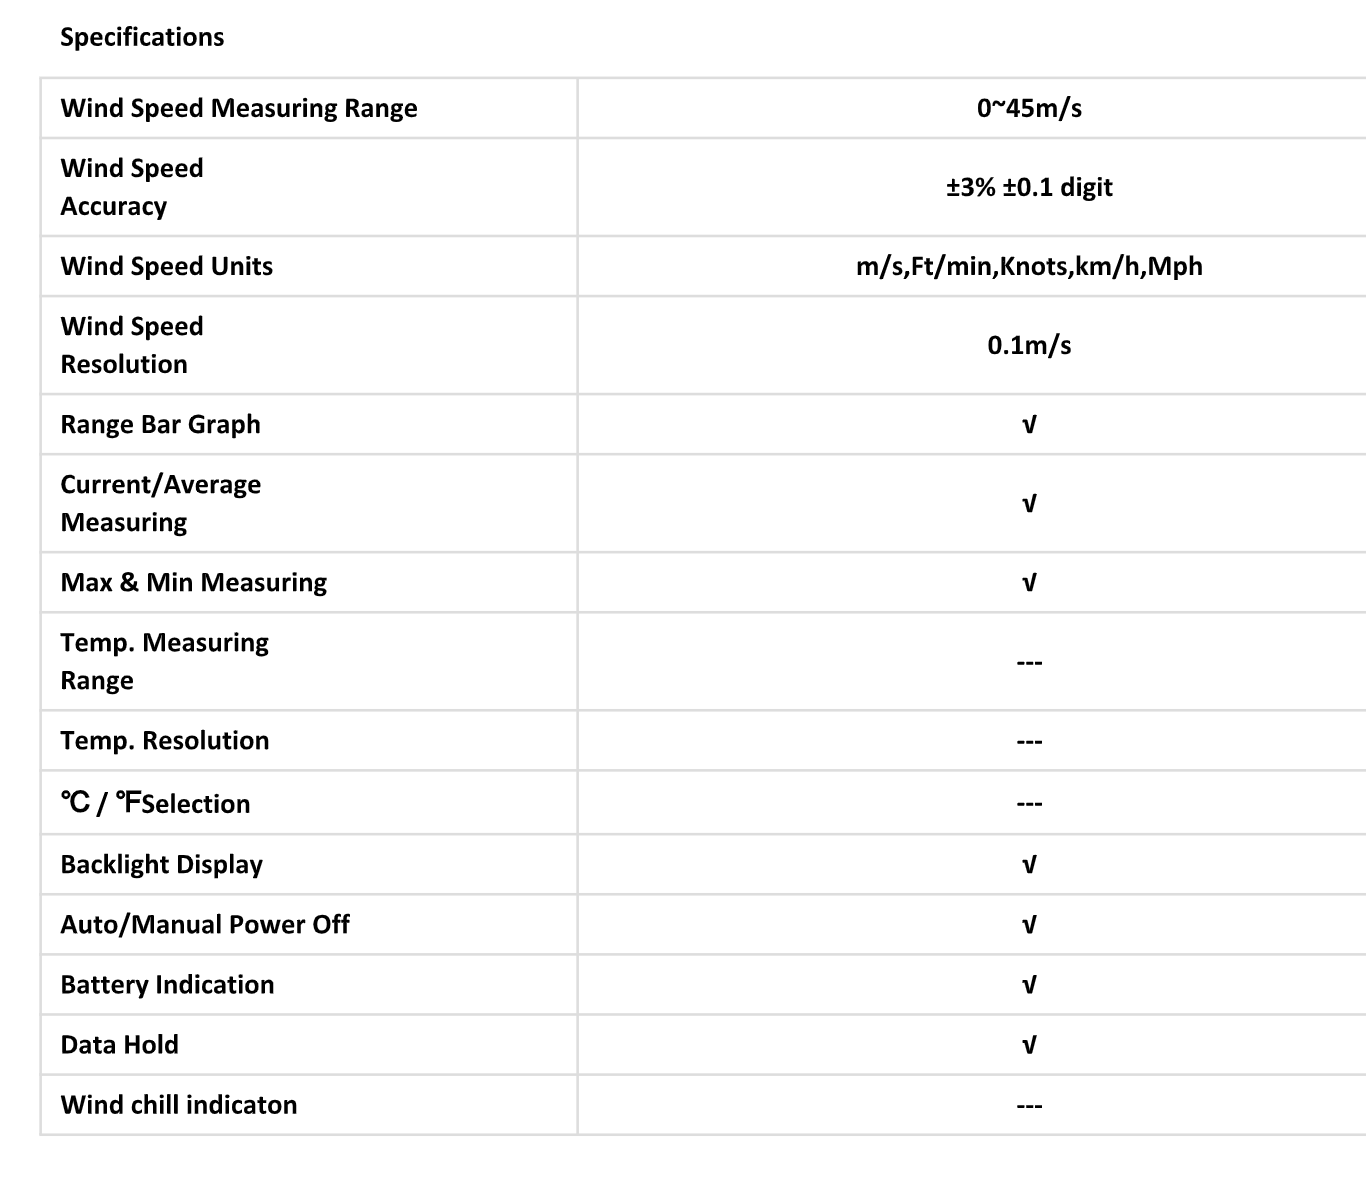 Specifications
Wind Speed Measuring Range
0~45m/s
Wind Speed
Accuracy
±3% ±0.1 digit
Wind Speed Units
m/s,Ft/min,Knots,km/h,Mph
Wind Speed
Resolution
0.1m/s
Range Bar Graph
√
Current/Average
Measuring
√
Max & Min Measuring
√
Temp. Measuring
Range
---
Temp. Resolution
---
℃ / ℉Selection
---
Backlight Display
√
Auto/Manual Power Off
√
Battery Indication
√
Data Hold
√
Wind chill indicaton
---